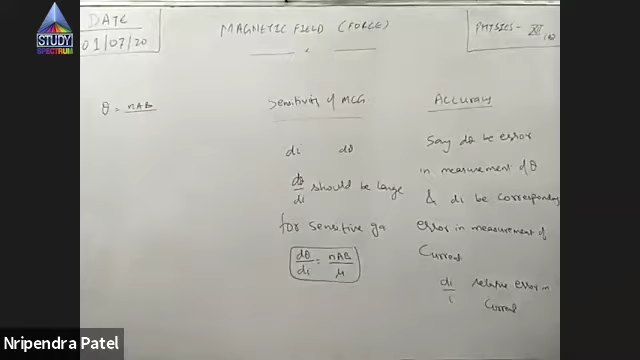 STUDY
SPECTRUM
DATE
01/07/20
MAGNETIC FIELD (FORCE)
PHYSICS - XII
θ = nAB
Sensitivity of MCG
di dθ
dθ/di should be large
for sensitive ga
dθ/di = nAB/μ
Accuracy
Say dθ be error
in measurement of θ
& di be corresponding
error in measurement of
Current
di/i relative error in
Current
Nripendra Patel